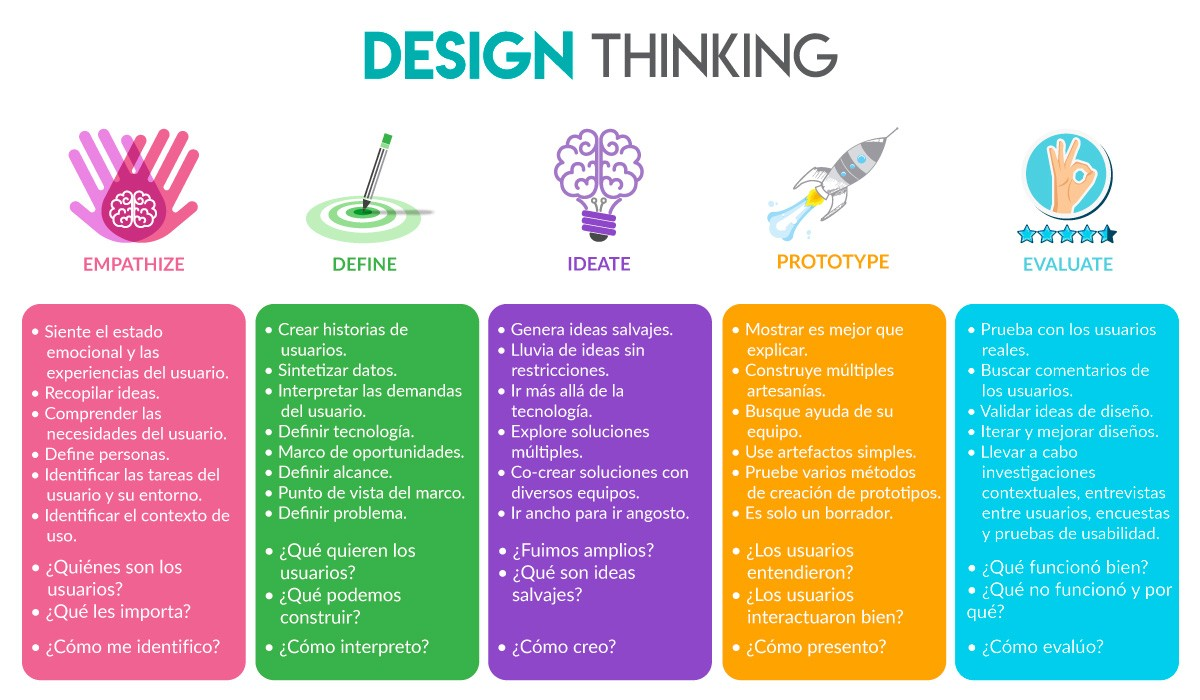 DESIGN THINKING
EMPATHIZE
• Siente el estado
emocional y las
experiencias del usuario.
• Recopilar ideas.
• Comprender las
necesidades del usuario.
• Define personas.
• Identificar las tareas del
usuario y su entorno.
• Identificar el contexto de
uso.
• ¿Quiénes son los
usuarios?
• ¿Qué les importa?
• ¿Cómo me identifico?
DEFINE
• Crear historias de
usuarios.
• Sintetizar datos.
• Interpretar las demandas
del usuario.
• Definir tecnología.
• Marco de oportunidades.
• Definir alcance.
• Punto de vista del marco.
• Definir problema.
• ¿Qué quieren los
usuarios?
• ¿Qué podemos
construir?
• ¿Cómo interpreto?
IDEATE
• Genera ideas salvajes.
• Lluvia de ideas sin
restricciones.
• Ir más allá de la
tecnología.
• Explore soluciones
múltiples.
• Co-crear soluciones con
diversos equipos.
• Ir ancho para ir angosto.
• ¿Fuimos amplios?
• ¿Qué son ideas
salvajes?
• ¿Cómo creo?
PROTOTYPE
• Mostrar es mejor que
explicar.
• Construye múltiples
artesanías.
• Busque ayuda de su
equipo.
• Use artefactos simples.
• Pruebe varios métodos
de creación de prototipos.
• Es solo un borrador.
• ¿Los usuarios
entendieron?
• ¿Los usuarios
interactuaron bien?
• ¿Cómo presento?
EVALUATE
• Prueba con los usuarios
reales.
• Buscar comentarios de
los usuarios.
• Validar ideas de diseño.
• Iterar y mejorar diseños.
• Llevar a cabo
investigaciones
contextuales, entrevistas
entre usuarios, encuestas
y pruebas de usabilidad.
• ¿Qué funcionó bien?
• ¿Qué no funcionó y por
qué?
• ¿Cómo evalúo?